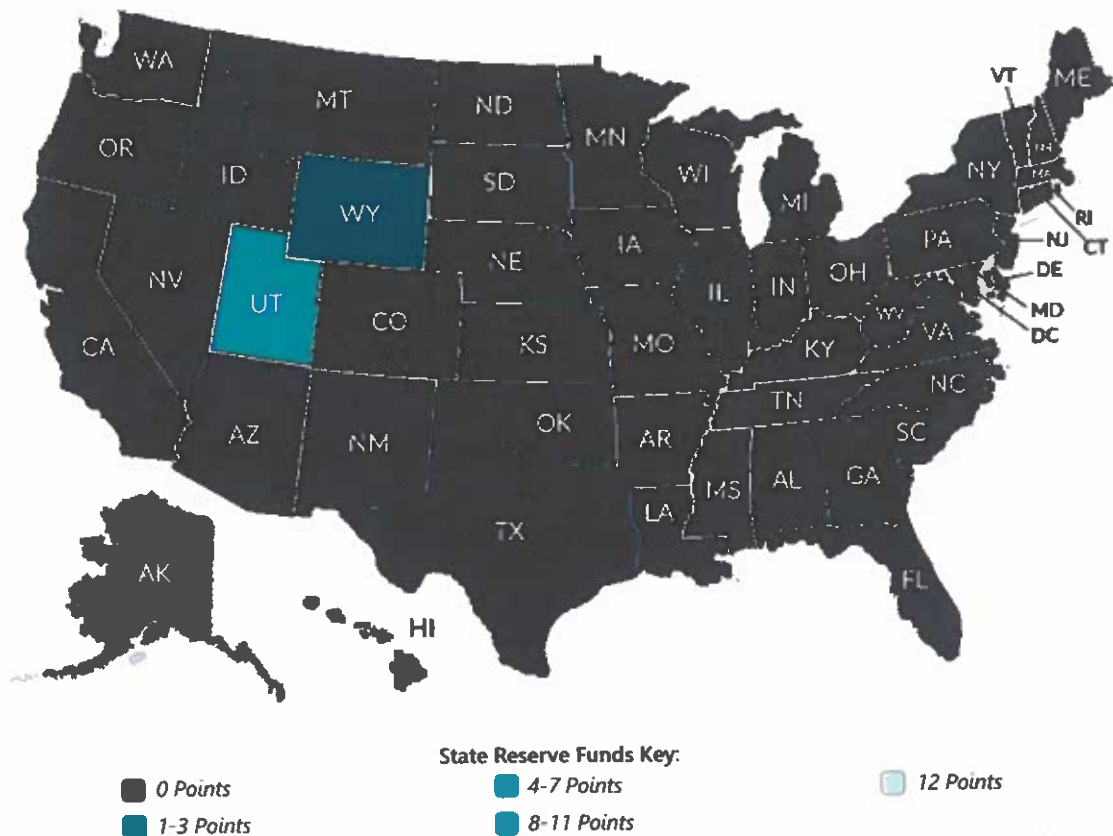 WA
MT
ND
MN
VT
ME
OR
ID
SD
WI
NY
NH
MA
WY
MI
RI
IA
PA
CT
NV
NE
NJ
UT
IL
IN
OH
DE
CO
WV
MD
CA
KS
MO
KY
VA
DC
NC
TN
AZ
NM
OK
AR
SC
MS
AL
GA
LA
TX
AK
FL
HI
State Reserve Funds Key:
0 Points
4-7 Points
12 Points
1-3 Points
8-11 Points